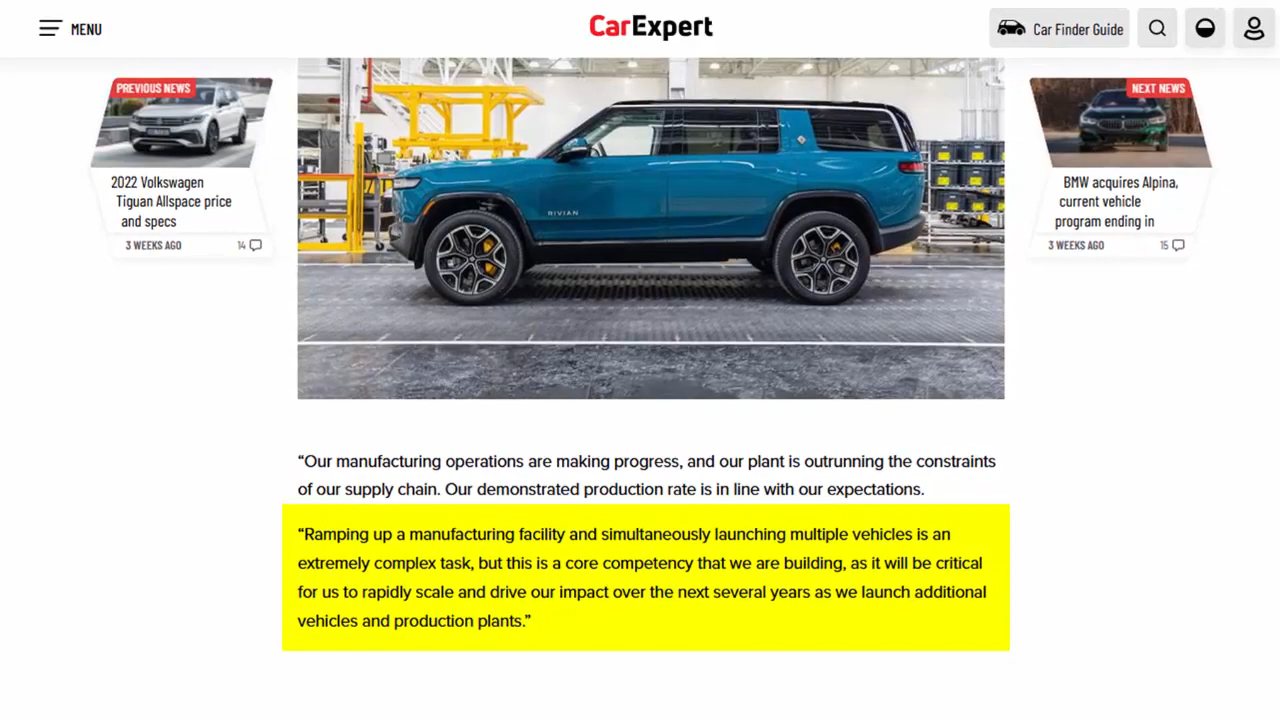 MENU
CarExpert
Car Finder Guide
PREVIOUS NEWS
2022 Volkswagen
Tiguan Allspace price
and specs
3 WEEKS AGO
14
RIVIAN
NEXT NEWS
BMW acquires Alpina,
current vehicle
program ending in
3 WEEKS AGO
15
“Our manufacturing operations are making progress, and our plant is outrunning the constraints
of our supply chain. Our demonstrated production rate is in line with our expectations.
“Ramping up a manufacturing facility and simultaneously launching multiple vehicles is an
extremely complex task, but this is a core competency that we are building, as it will be critical
for us to rapidly scale and drive our impact over the next several years as we launch additional
vehicles and production plants.”